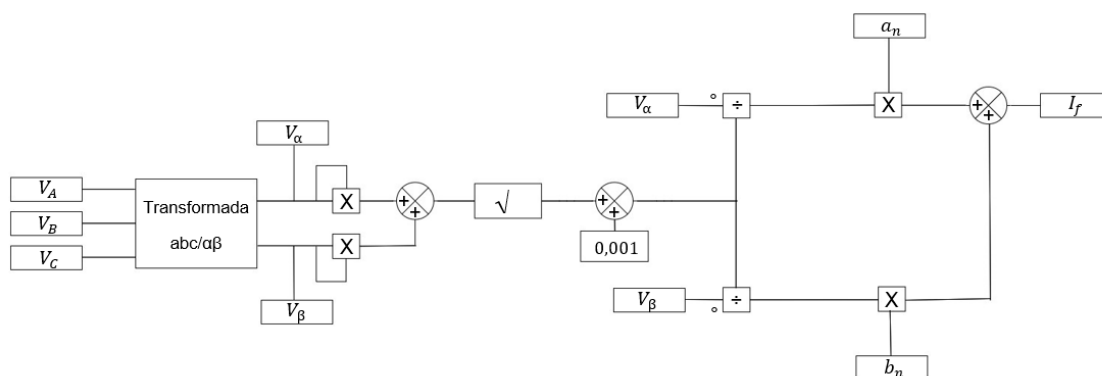 V_A
V_B
V_C
Transformada
abc/αβ
V_α
V_β
X
X
+
+
√
+
+
0,001
V_α
÷
a_n
X
+
+
I_f
V_β
÷
X
b_n